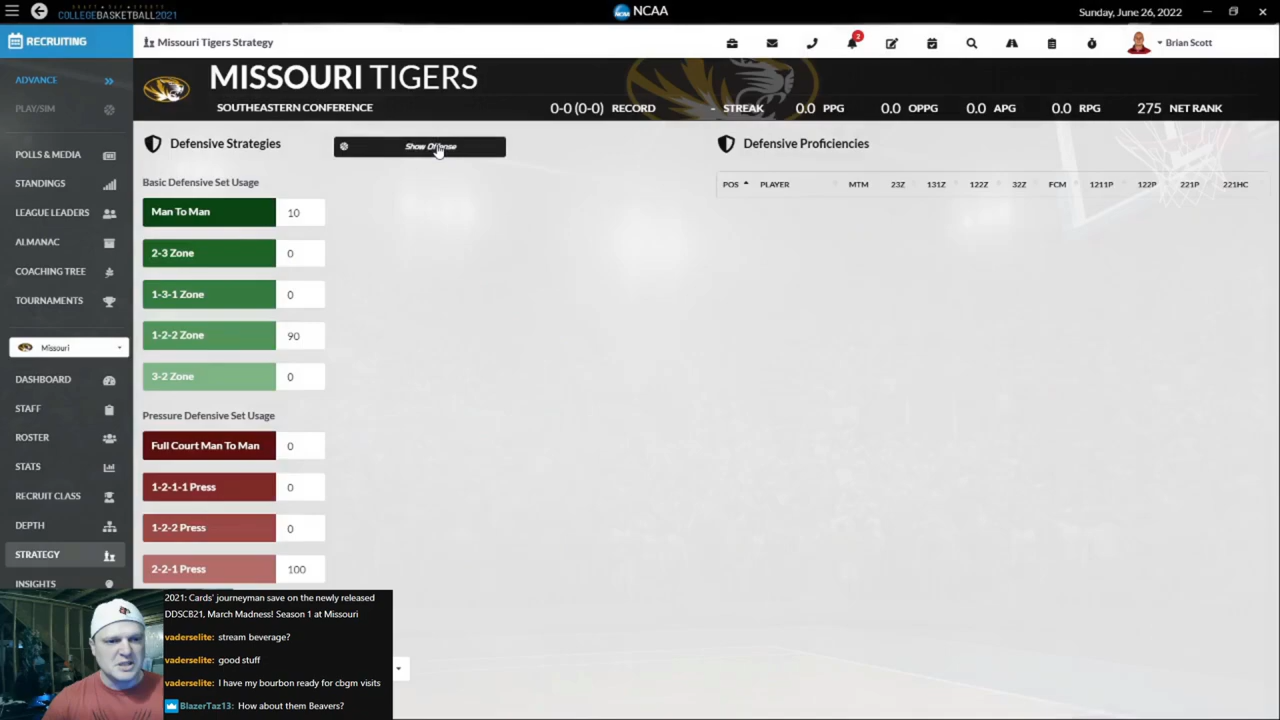 DRAFT DAY SPORTS
COLLEGEBASKETBALL2021
NCAA
Sunday, June 26, 2022
RECRUITING
Missouri Tigers Strategy
2
Brian Scott
ADVANCE
PLAY/SIM
POLLS & MEDIA
STANDINGS
LEAGUE LEADERS
ALMANAC
COACHING TREE
TOURNAMENTS
Missouri
DASHBOARD
STAFF
ROSTER
STATS
RECRUIT CLASS
DEPTH
STRATEGY
INSIGHTS
MISSOURI TIGERS
SOUTHEASTERN CONFERENCE
0-0 (0-0) RECORD - STREAK 0.0 PPG 0.0 OPPG 0.0 APG 0.0 RPG 275 NET RANK
Defensive Strategies
Show Offense
Basic Defensive Set Usage
Man To Man 10
2-3 Zone 0
1-3-1 Zone 0
1-2-2 Zone 90
3-2 Zone 0
Pressure Defensive Set Usage
Full Court Man To Man 0
1-2-1-1 Press 0
1-2-2 Press 0
2-2-1 Press 100
Defensive Proficiencies
POS PLAYER MTM 23Z 131Z 122Z 32Z FCM 1211P 122P 221P 221HC
2021: Cards' journeyman save on the newly released
DDSCB21, March Madness! Season 1 at Missouri
vaderselite: stream beverage?
vaderselite: good stuff
vaderselite: I have my bourbon ready for cbgm visits
BlazerTaz13: How about them Beavers?